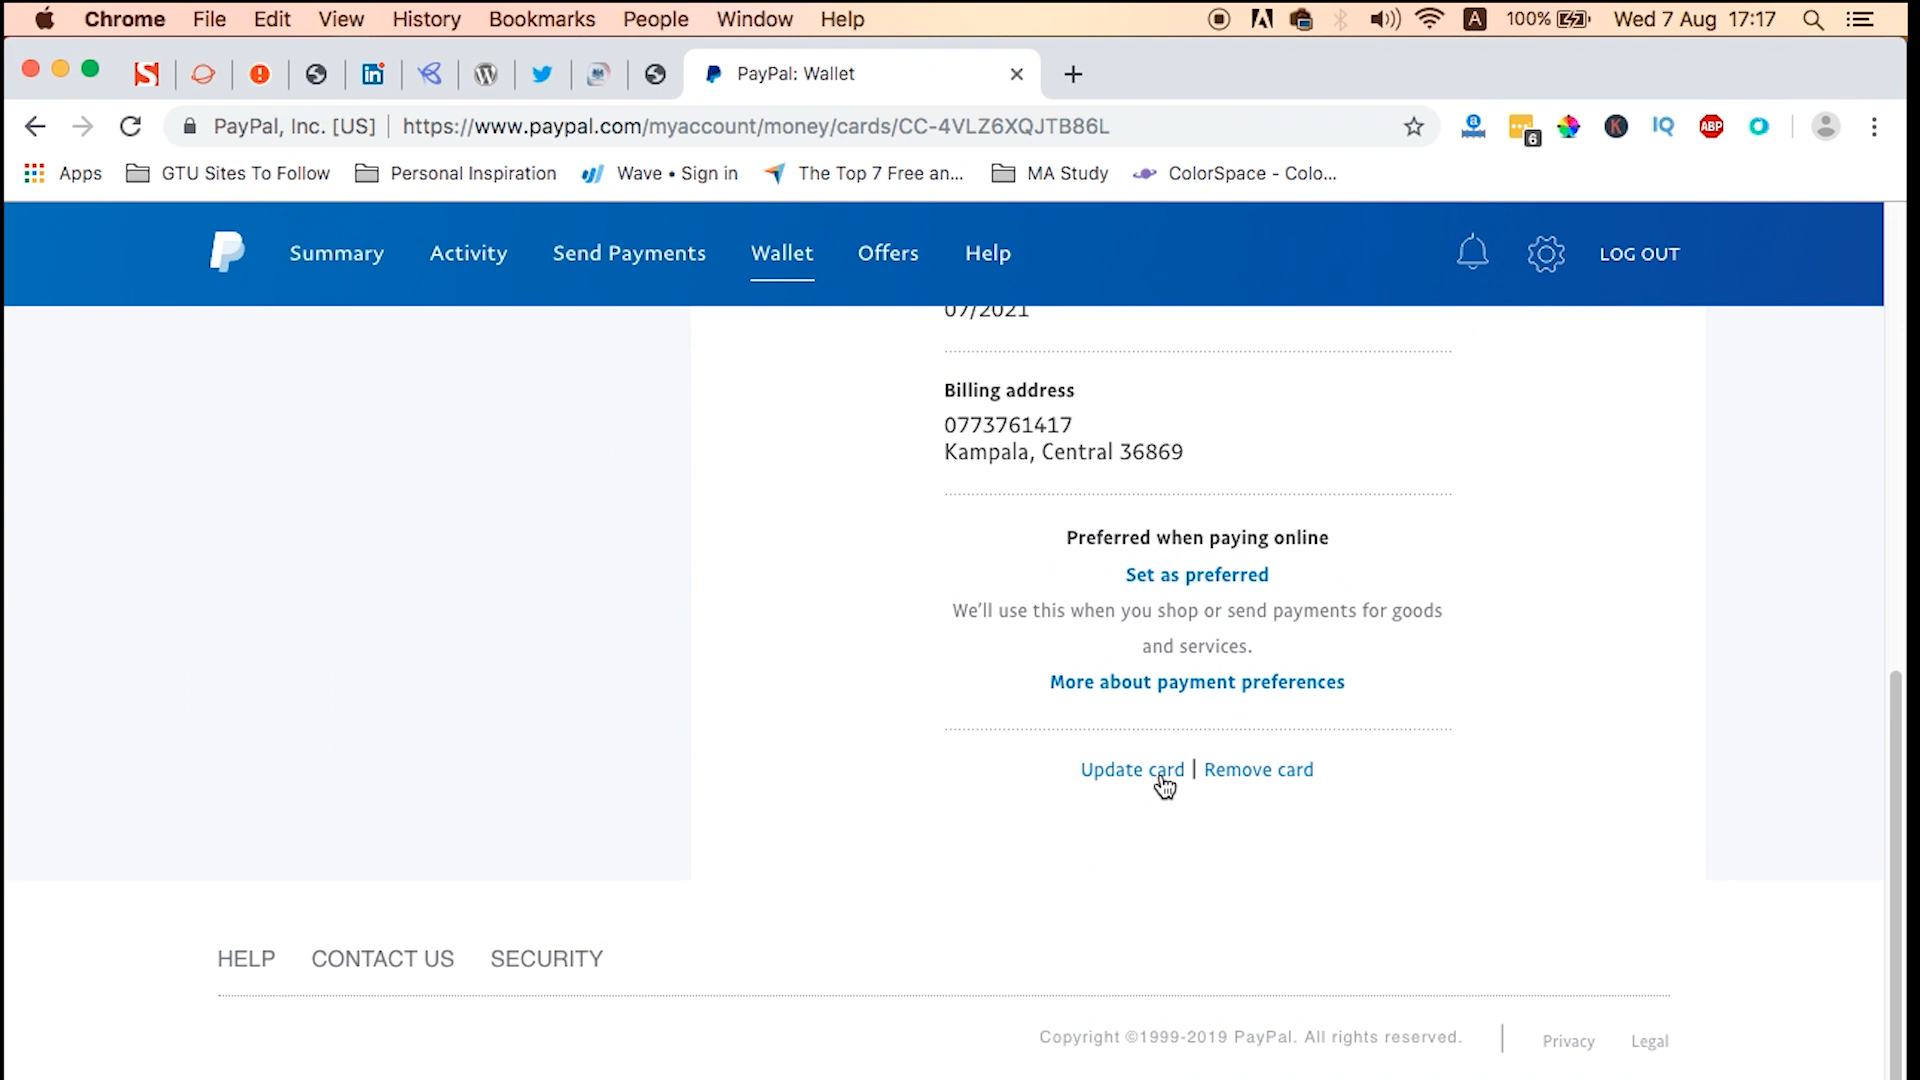 Chrome File Edit View History Bookmarks People Window Help A 100% Wed 7 Aug 17:17
PayPal: Wallet
PayPal, Inc. [US] https://www.paypal.com/myaccount/money/cards/CC-4VLZ6XQJTB86L 6 K IQ ABP
Apps GTU Sites To Follow Personal Inspiration Wave • Sign in The Top 7 Free an... MA Study ColorSpace - Colo...
Summary Activity Send Payments Wallet Offers Help LOG OUT
07/2021
Billing address
0773761417
Kampala, Central 36869
Preferred when paying online
Set as preferred
We'll use this when you shop or send payments for goods
and services.
More about payment preferences
Update card | Remove card
HELP CONTACT US SECURITY
Copyright ©1999-2019 PayPal. All rights reserved. Privacy Legal